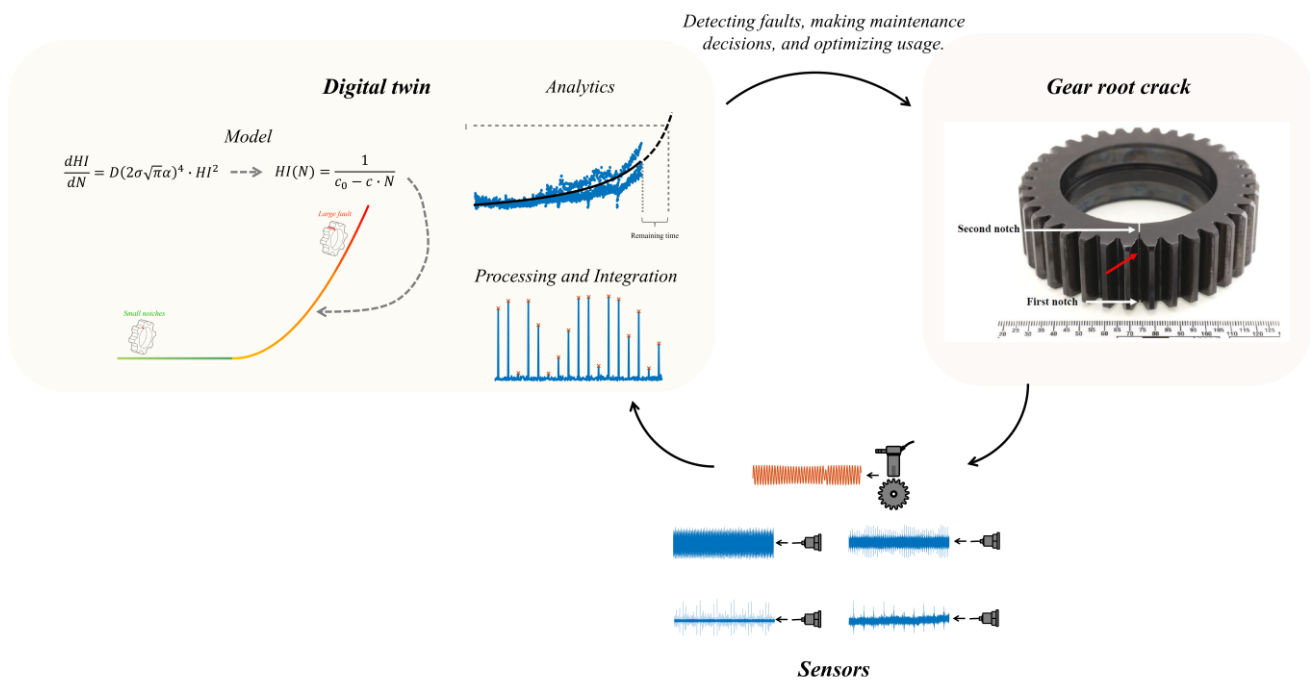 Detecting faults, making maintenance
decisions, and optimizing usage.
Digital twin
Analytics
Model
dHI/dN = D(2σ√πα)⁴ · HI²
HI(N) = 1/(c₀ − c · N)
Large fault
Small notches
Remaining time
Processing and Integration
Gear root crack
Second notch
First notch
Sensors